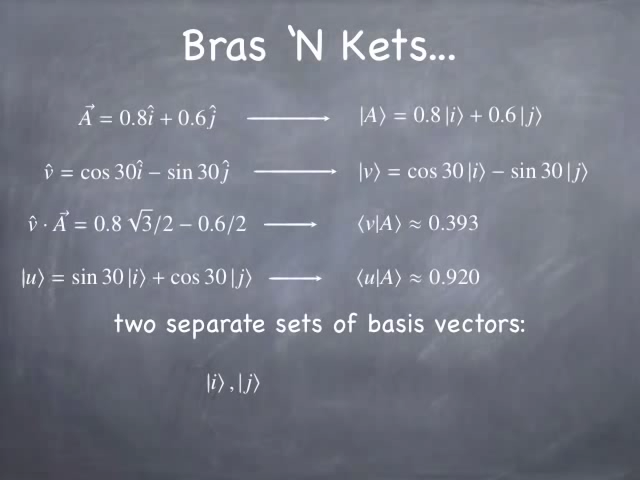 Bras ‘N Kets...
A⃗ = 0.8î + 0.6ĵ ⟶ |A⟩ = 0.8 |i⟩ + 0.6 |j⟩
v̂ = cos 30î − sin 30ĵ ⟶ |v⟩ = cos 30 |i⟩ − sin 30 |j⟩
v̂ · A⃗ = 0.8 √3/2 − 0.6/2 ⟶ ⟨v|A⟩ ≈ 0.393
|u⟩ = sin 30 |i⟩ + cos 30 |j⟩ ⟶ ⟨u|A⟩ ≈ 0.920
two separate sets of basis vectors:
|i⟩ , |j⟩